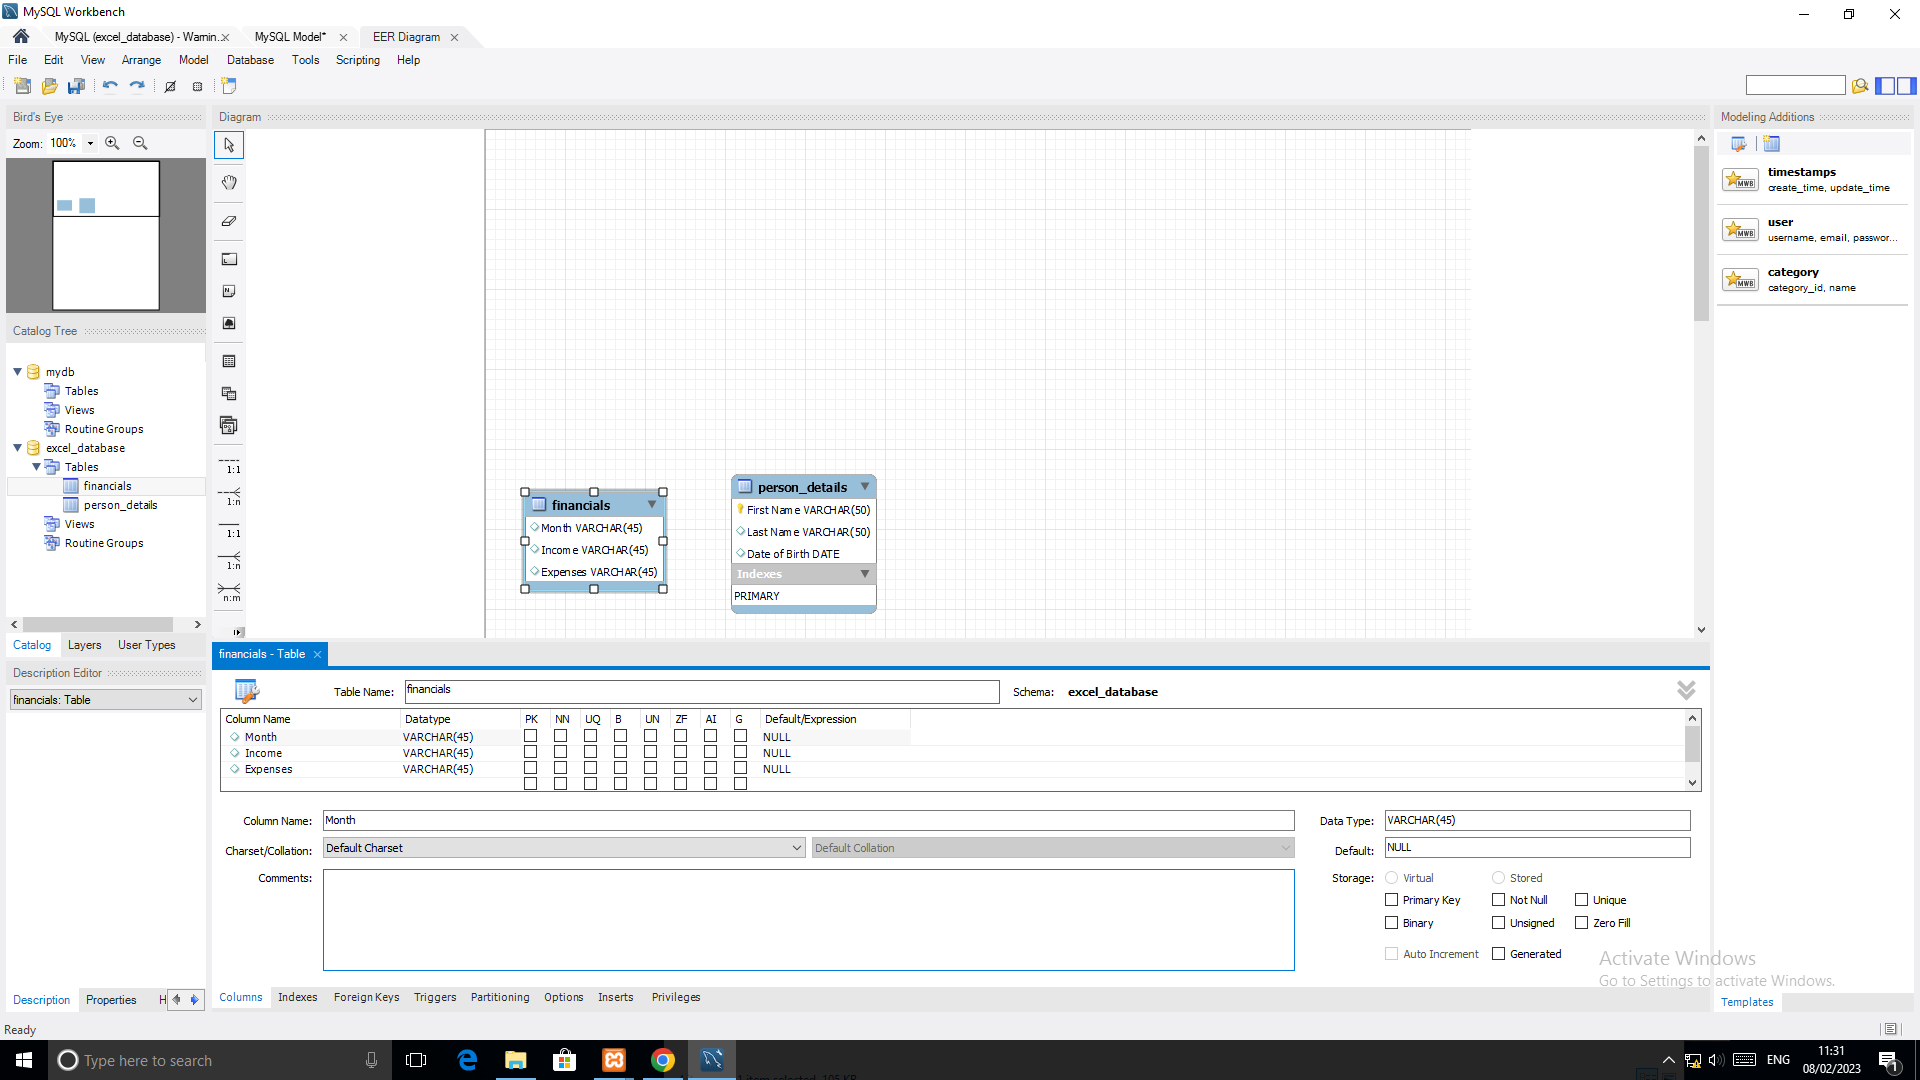 MySQL Workbench
MySQL (excel_database) - Warnin...
MySQL Model*
EER Diagram
File Edit View Arrange Model Database Tools Scripting Help
Bird's Eye
Zoom: 100%
Diagram
Modeling Additions
timestamps
create_time, update_time
user
username, email, passwor...
category
category_id, name
Catalog Tree
mydb
Tables
Views
Routine Groups
excel_database
Tables
financials
person_details
Views
Routine Groups
1:1
1:n
1:1
1:n
n:m
financials
Month VARCHAR(45)
Income VARCHAR(45)
Expenses VARCHAR(45)
person_details
First Name VARCHAR(50)
Last Name VARCHAR(50)
Date of Birth DATE
Indexes
PRIMARY
Catalog Layers User Types
Description Editor
financials: Table
financials - Table
Table Name: financials Schema: excel_database
Column Name Datatype PK NN UQ B UN ZF AI G Default/Expression
Month VARCHAR(45) NULL
Income VARCHAR(45) NULL
Expenses VARCHAR(45) NULL
Column Name: Month Data Type: VARCHAR(45)
Charset/Collation: Default Charset Default Collation Default: NULL
Comments: Storage: Virtual Stored
Primary Key Not Null Unique
Binary Unsigned Zero Fill
Auto Increment Generated
Activate Windows
Go to Settings to activate Windows.
Columns Indexes Foreign Keys Triggers Partitioning Options Inserts Privileges
Description Properties H
Templates
Ready
Type here to search
ENG
11:31
08/02/2023
1